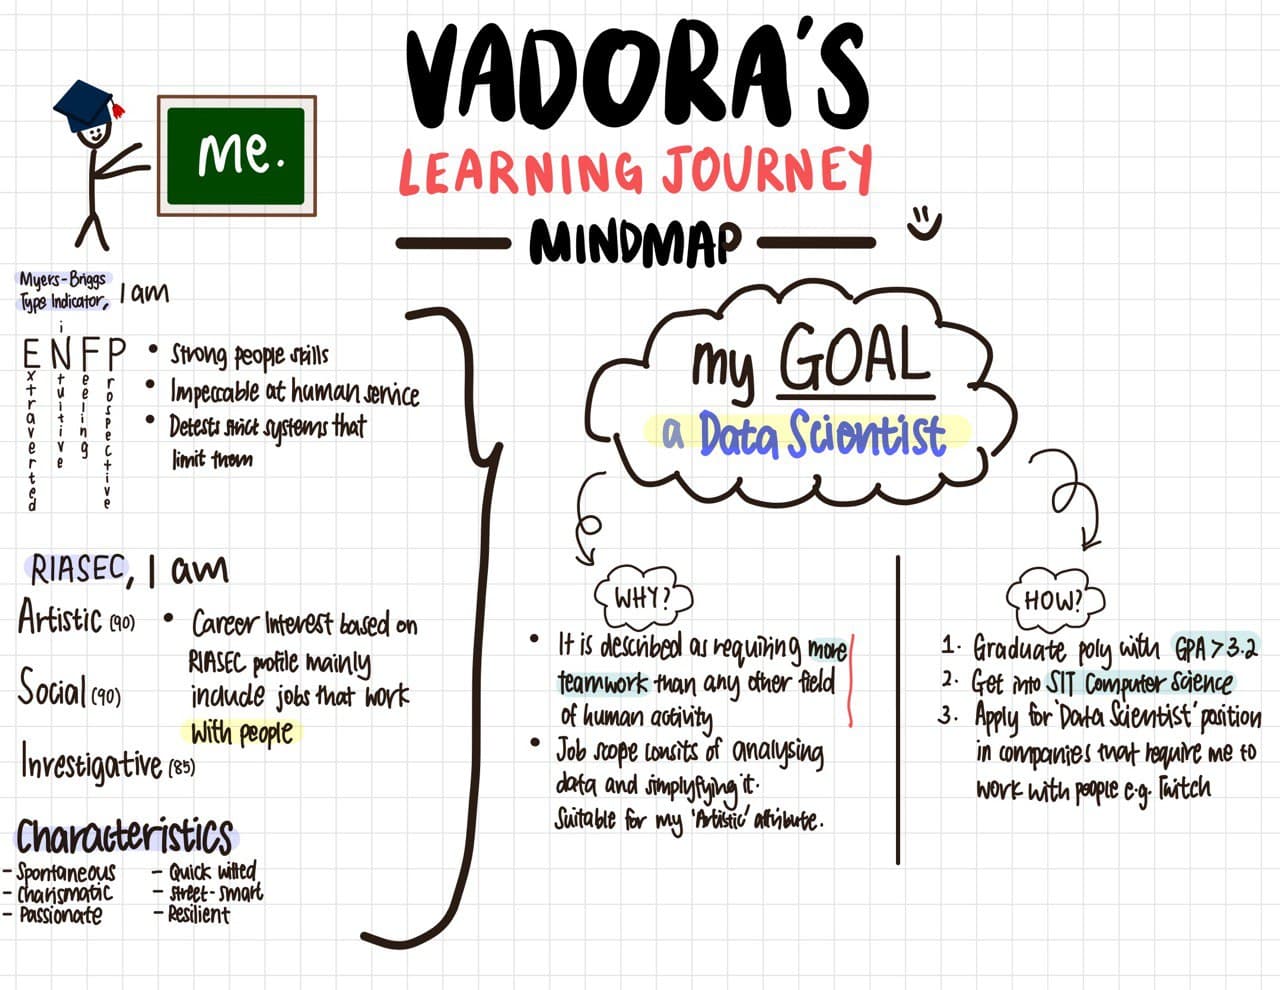 VADORA'S
LEARNING JOURNEY
MINDMAP
me.
Myers-Briggs
Type Indicator, I am
ENFP
Extraverted
iNtuitive
Feeling
Prospective
• Strong people skills
• Impeccable at human service
• Detests strict systems that
limit them
RIASEC, I am
Artistic (90)
Social (90)
Investigative (85)
• Career Interest based on
RIASEC profile mainly
include jobs that work
With people
Characteristics
- Spontaneous
- Charismatic
- Passionate
- Quick witted
- Street-smart
- Resilient
my GOAL
a Data Scientist
WHY?
• It is described as requiring more
teamwork than any other field
of human activity
• Job scope consits of analysing
data and simplyfying it.
Suitable for my 'Artistic' attribute.
HOW?
1. Graduate poly with GPA > 3.2
2. Get into SIT Computer Science
3. Apply for 'Data Scientist' position
in companies that require me to
work with people e.g. Twitch